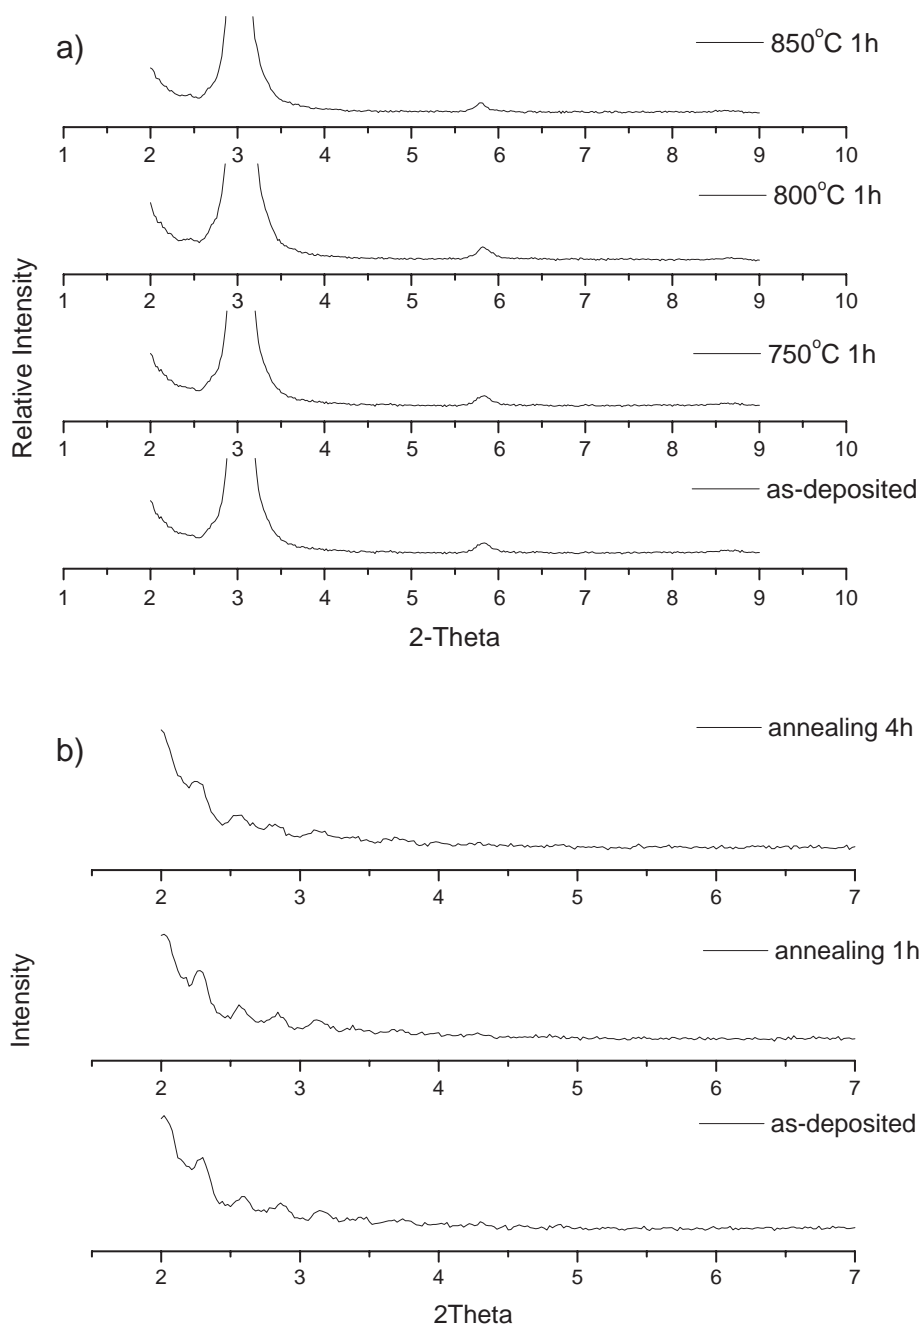 a)
850°C 1h
1 2 3 4 5 6 7 8 9 10
800°C 1h
1 2 3 4 5 6 7 8 9 10
Relative Intensity
750°C 1h
1 2 3 4 5 6 7 8 9 10
as-deposited
1 2 3 4 5 6 7 8 9 10
2-Theta
b)
annealing 4h
2 3 4 5 6 7
annealing 1h
Intensity
2 3 4 5 6 7
as-deposited
2 3 4 5 6 7
2Theta